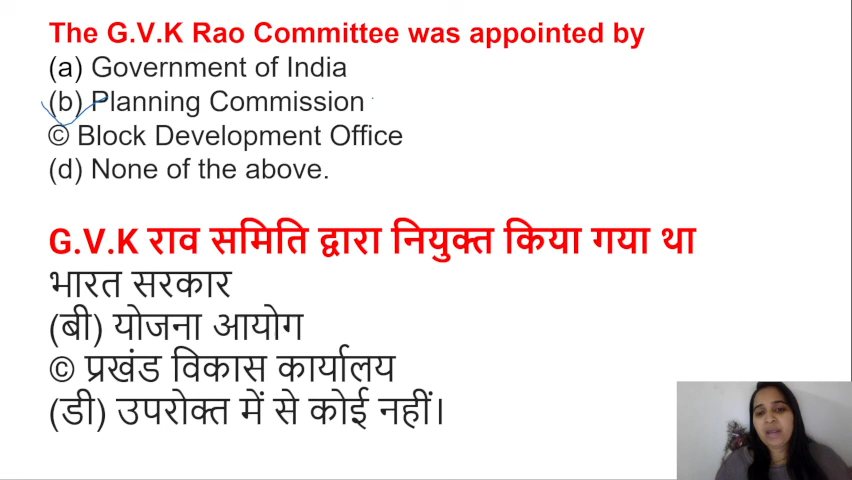 The G.V.K Rao Committee was appointed by
(a) Government of India
(b) Planning Commission
© Block Development Office
(d) None of the above.
G.V.K राव समिति द्वारा नियुक्त किया गया था
भारत सरकार
(बी) योजना आयोग
© प्रखंड विकास कार्यालय
(डी) उपरोक्त में से कोई नहीं।